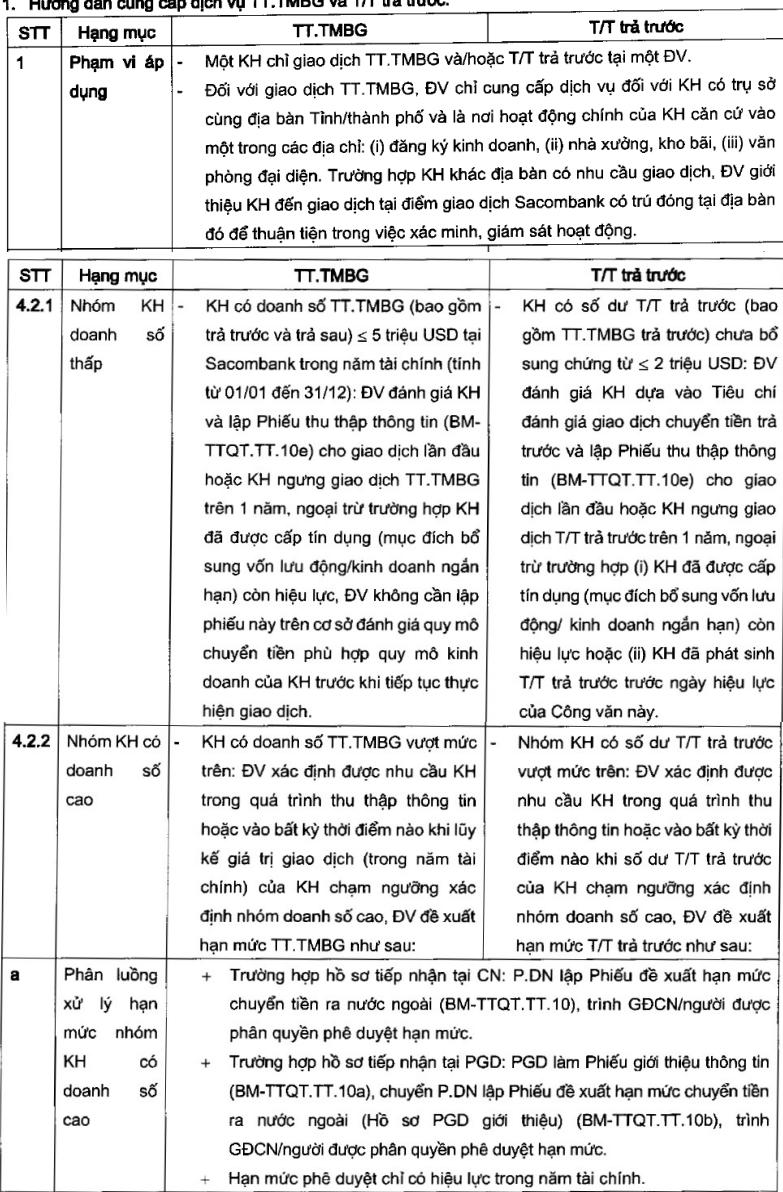 1. Hướng dẫn cung cấp dịch vụ TT.TMBG và T/T trả trước:
STT Hạng mục TT.TMBG T/T trả trước
1 Phạm vi áp dụng
- Một KH chỉ giao dịch TT.TMBG và/hoặc T/T trả trước tại một ĐV.
- Đối với giao dịch TT.TMBG, ĐV chỉ cung cấp dịch vụ đối với KH có trụ sở
cùng địa bàn Tỉnh/thành phố và là nơi hoạt động chính của KH căn cứ vào
một trong các địa chỉ: (i) đăng ký kinh doanh, (ii) nhà xưởng, kho bãi, (iii) văn
phòng đại diện. Trường hợp KH khác địa bàn có nhu cầu giao dịch, ĐV giới
thiệu KH đến giao dịch tại điểm giao dịch Sacombank có trú đóng tại địa bàn
đó để thuận tiện trong việc xác minh, giám sát hoạt động.
STT Hạng mục TT.TMBG T/T trả trước
4.2.1 Nhóm KH
doanh số
thấp
- KH có doanh số TT.TMBG (bao gồm
trả trước và trả sau) ≤ 5 triệu USD tại
Sacombank trong năm tài chính (tính
từ 01/01 đến 31/12): ĐV đánh giá KH
và lập Phiếu thu thập thông tin (BM-
TTQT.TT.10e) cho giao dịch lần đầu
hoặc KH ngưng giao dịch TT.TMBG
trên 1 năm, ngoại trừ trường hợp KH
đã được cấp tín dụng (mục đích bổ
sung vốn lưu động/kinh doanh ngắn
hạn) còn hiệu lực, ĐV không cần lập
phiếu này trên cơ sở đánh giá quy mô
chuyển tiền phù hợp quy mô kinh
doanh của KH trước khi tiếp tục thực
hiện giao dịch.
- KH có số dư T/T trả trước (bao
gồm TT.TMBG trả trước) chưa bổ
sung chứng từ ≤ 2 triệu USD: ĐV
đánh giá KH dựa vào Tiêu chí
đánh giá giao dịch chuyển tiền trả
trước và lập Phiếu thu thập thông
tin (BM-TTQT.TT.10e) cho giao
dịch lần đầu hoặc KH ngưng giao
dịch T/T trả trước trên 1 năm, ngoại
trừ trường hợp (i) KH đã được cấp
tín dụng (mục đích bổ sung vốn lưu
động/ kinh doanh ngắn hạn) còn
hiệu lực hoặc (ii) KH đã phát sinh
T/T trả trước trước ngày hiệu lực
của Công văn này.
4.2.2 Nhóm KH có
doanh số
cao
- KH có doanh số TT.TMBG vượt mức
trên: ĐV xác định được nhu cầu KH
trong quá trình thu thập thông tin
hoặc vào bất kỳ thời điểm nào khi lũy
kế giá trị giao dịch (trong năm tài
chính) của KH chạm ngưỡng xác
định nhóm doanh số cao, ĐV đề xuất
hạn mức TT.TMBG như sau:
- Nhóm KH có số dư T/T trả trước
vượt mức trên: ĐV xác định được
nhu cầu KH trong quá trình thu
thập thông tin hoặc vào bất kỳ thời
điểm nào khi số dư T/T trả trước
của KH chạm ngưỡng xác định
nhóm doanh số cao, ĐV đề xuất
hạn mức T/T trả trước như sau:
a Phân luồng
xử lý hạn
mức nhóm
KH có
doanh số
cao
+ Trường hợp hồ sơ tiếp nhận tại CN: P.DN lập Phiếu đề xuất hạn mức
chuyển tiền ra nước ngoài (BM-TTQT.TT.10), trình GĐCN/người được
phân quyền phê duyệt hạn mức.
+ Trường hợp hồ sơ tiếp nhận tại PGD: PGD làm Phiếu giới thiệu thông tin
(BM-TTQT.TT.10a), chuyển P.DN lập Phiếu đề xuất hạn mức chuyển tiền
ra nước ngoài (Hồ sơ PGD giới thiệu) (BM-TTQT.TT.10b), trình
GĐCN/người được phân quyền phê duyệt hạn mức.
+ Hạn mức phê duyệt chỉ có hiệu lực trong năm tài chính.